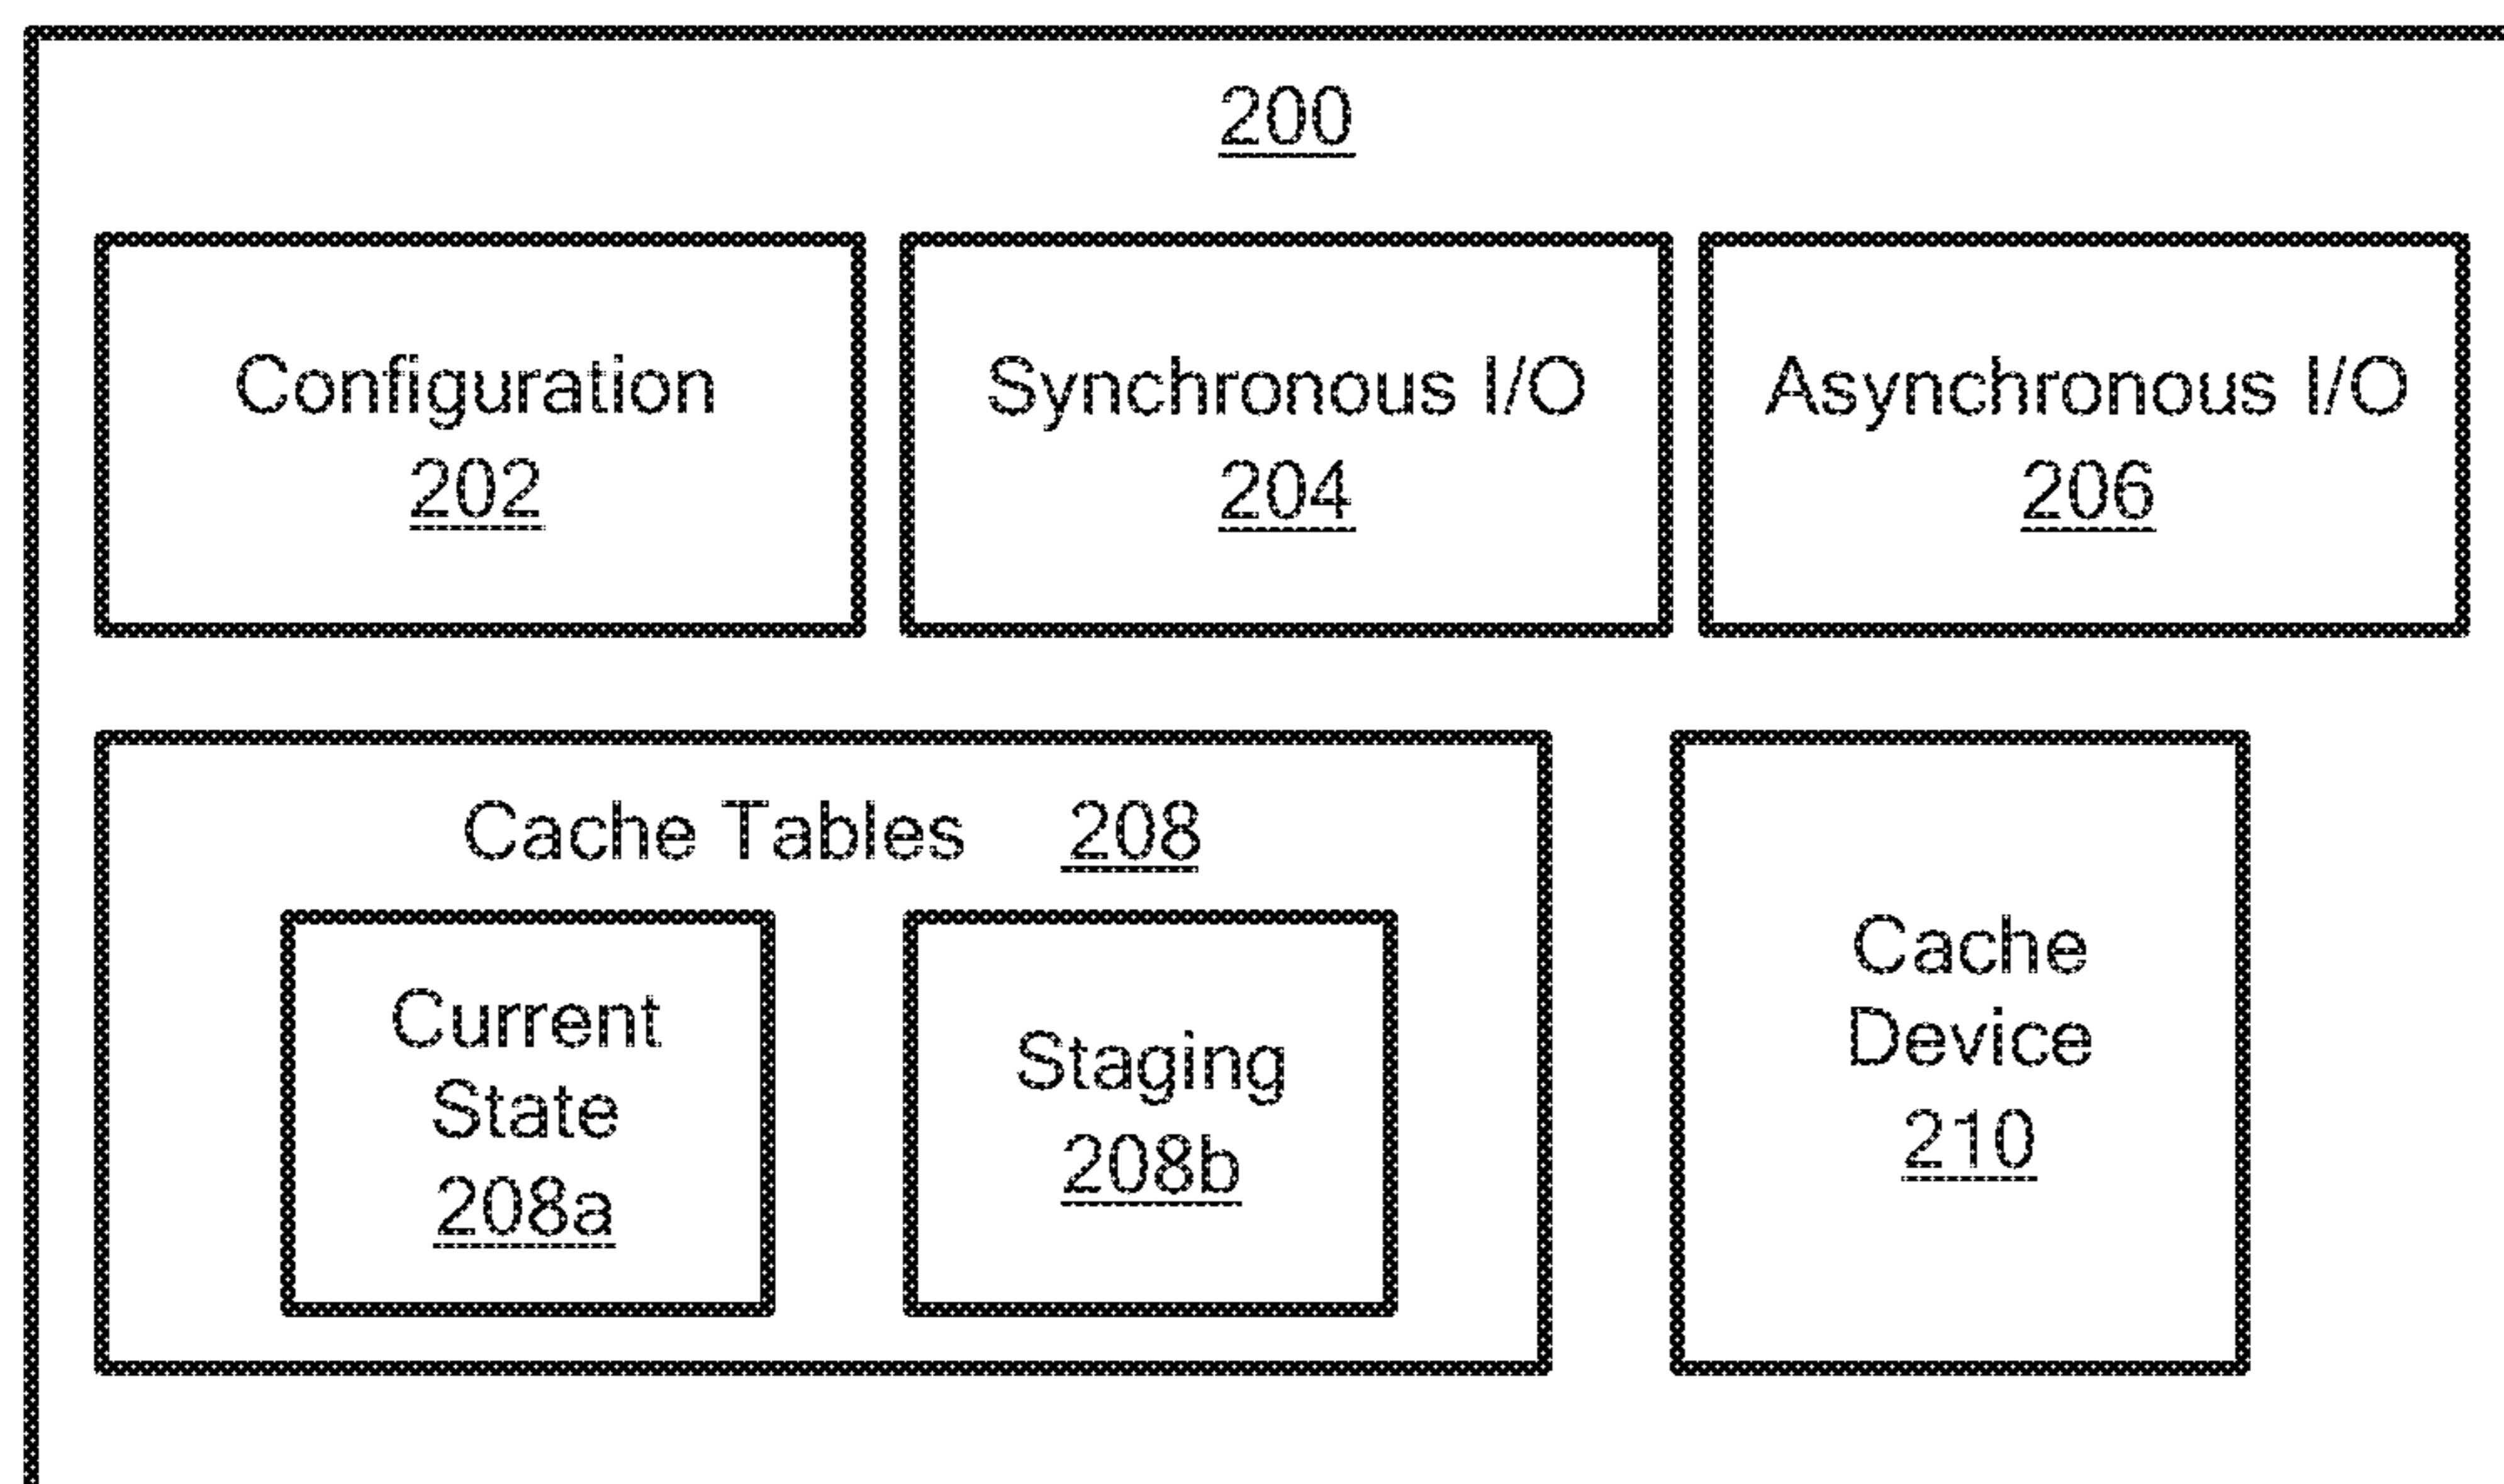 200
Configuration
202
Synchronous I/O
204
Asynchronous I/O
206
Cache Tables 208
Current
State
208a
Staging
208b
Cache
Device
210